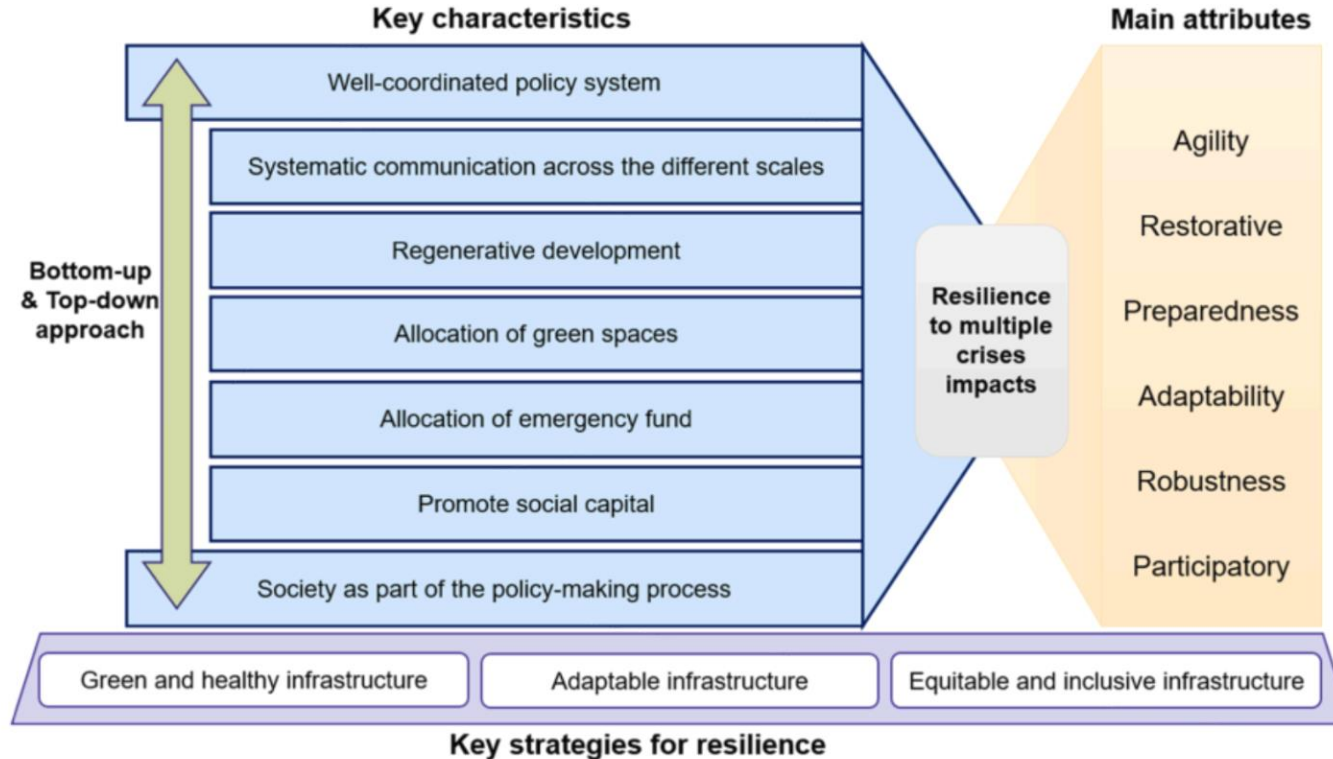 Key characteristics
Main attributes
Well-coordinated policy system
Systematic communication across the different scales
Regenerative development
Allocation of green spaces
Allocation of emergency fund
Promote social capital
Society as part of the policy-making process
Bottom-up
& Top-down
approach
Resilience
to multiple
crises
impacts
Agility
Restorative
Preparedness
Adaptability
Robustness
Participatory
Green and healthy infrastructure
Adaptable infrastructure
Equitable and inclusive infrastructure
Key strategies for resilience